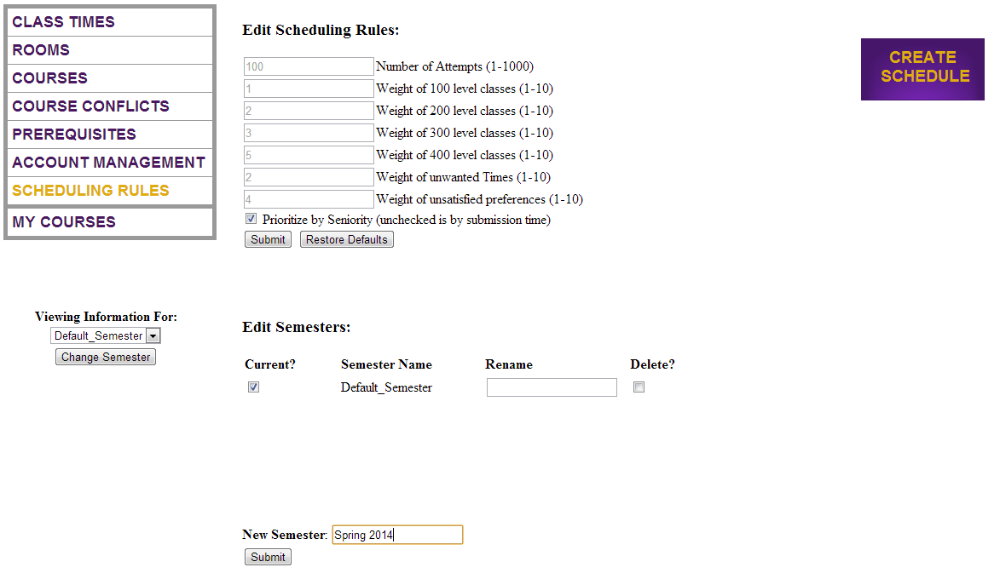 CLASS TIMES
ROOMS
COURSES
COURSE CONFLICTS
PREREQUISITES
ACCOUNT MANAGEMENT
SCHEDULING RULES
MY COURSES
Viewing Information For:
Default_Semester
Change Semester
Edit Scheduling Rules:
100 Number of Attempts (1-1000)
1 Weight of 100 level classes (1-10)
2 Weight of 200 level classes (1-10)
3 Weight of 300 level classes (1-10)
5 Weight of 400 level classes (1-10)
2 Weight of unwanted Times (1-10)
4 Weight of unsatisfied preferences (1-10)
Prioritize by Seniority (unchecked is by submission time)
Submit Restore Defaults
CREATE
SCHEDULE
Edit Semesters:
Current? Semester Name Rename Delete?
Default_Semester
New Semester: Spring 2014
Submit